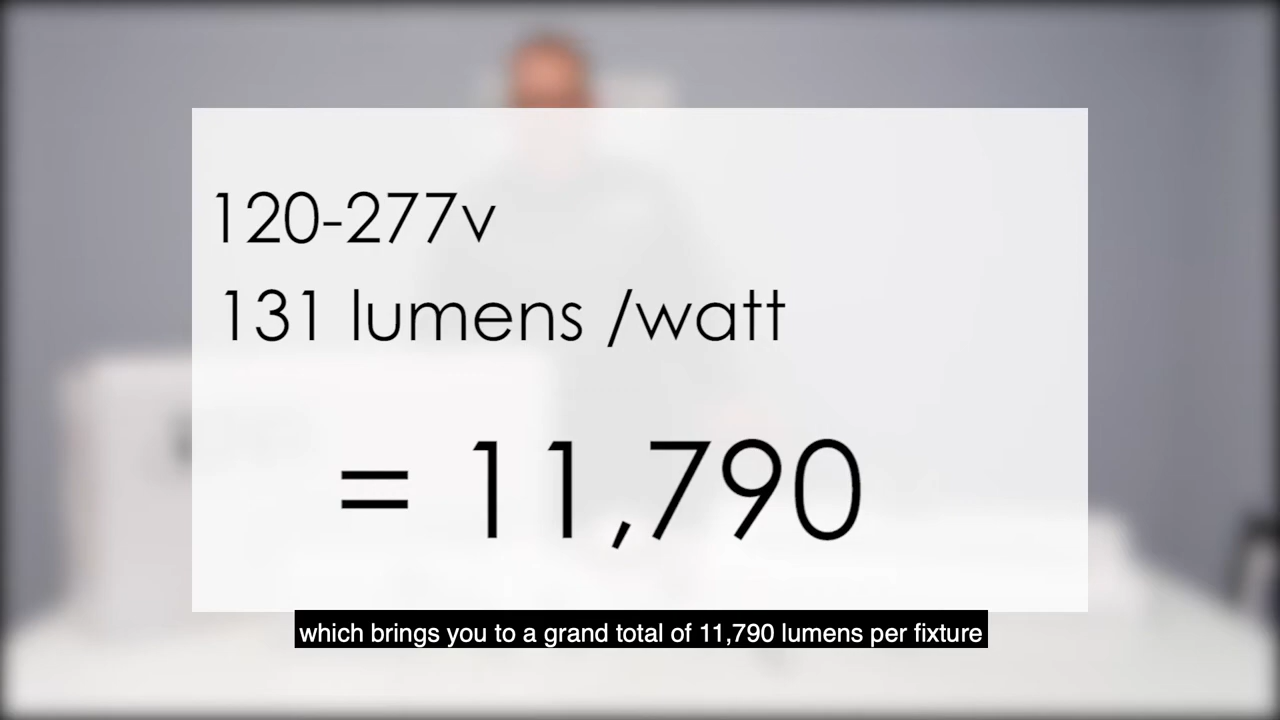 120-277v
131 lumens /watt
= 11,790
which brings you to a grand total of 11,790 lumens per fixture